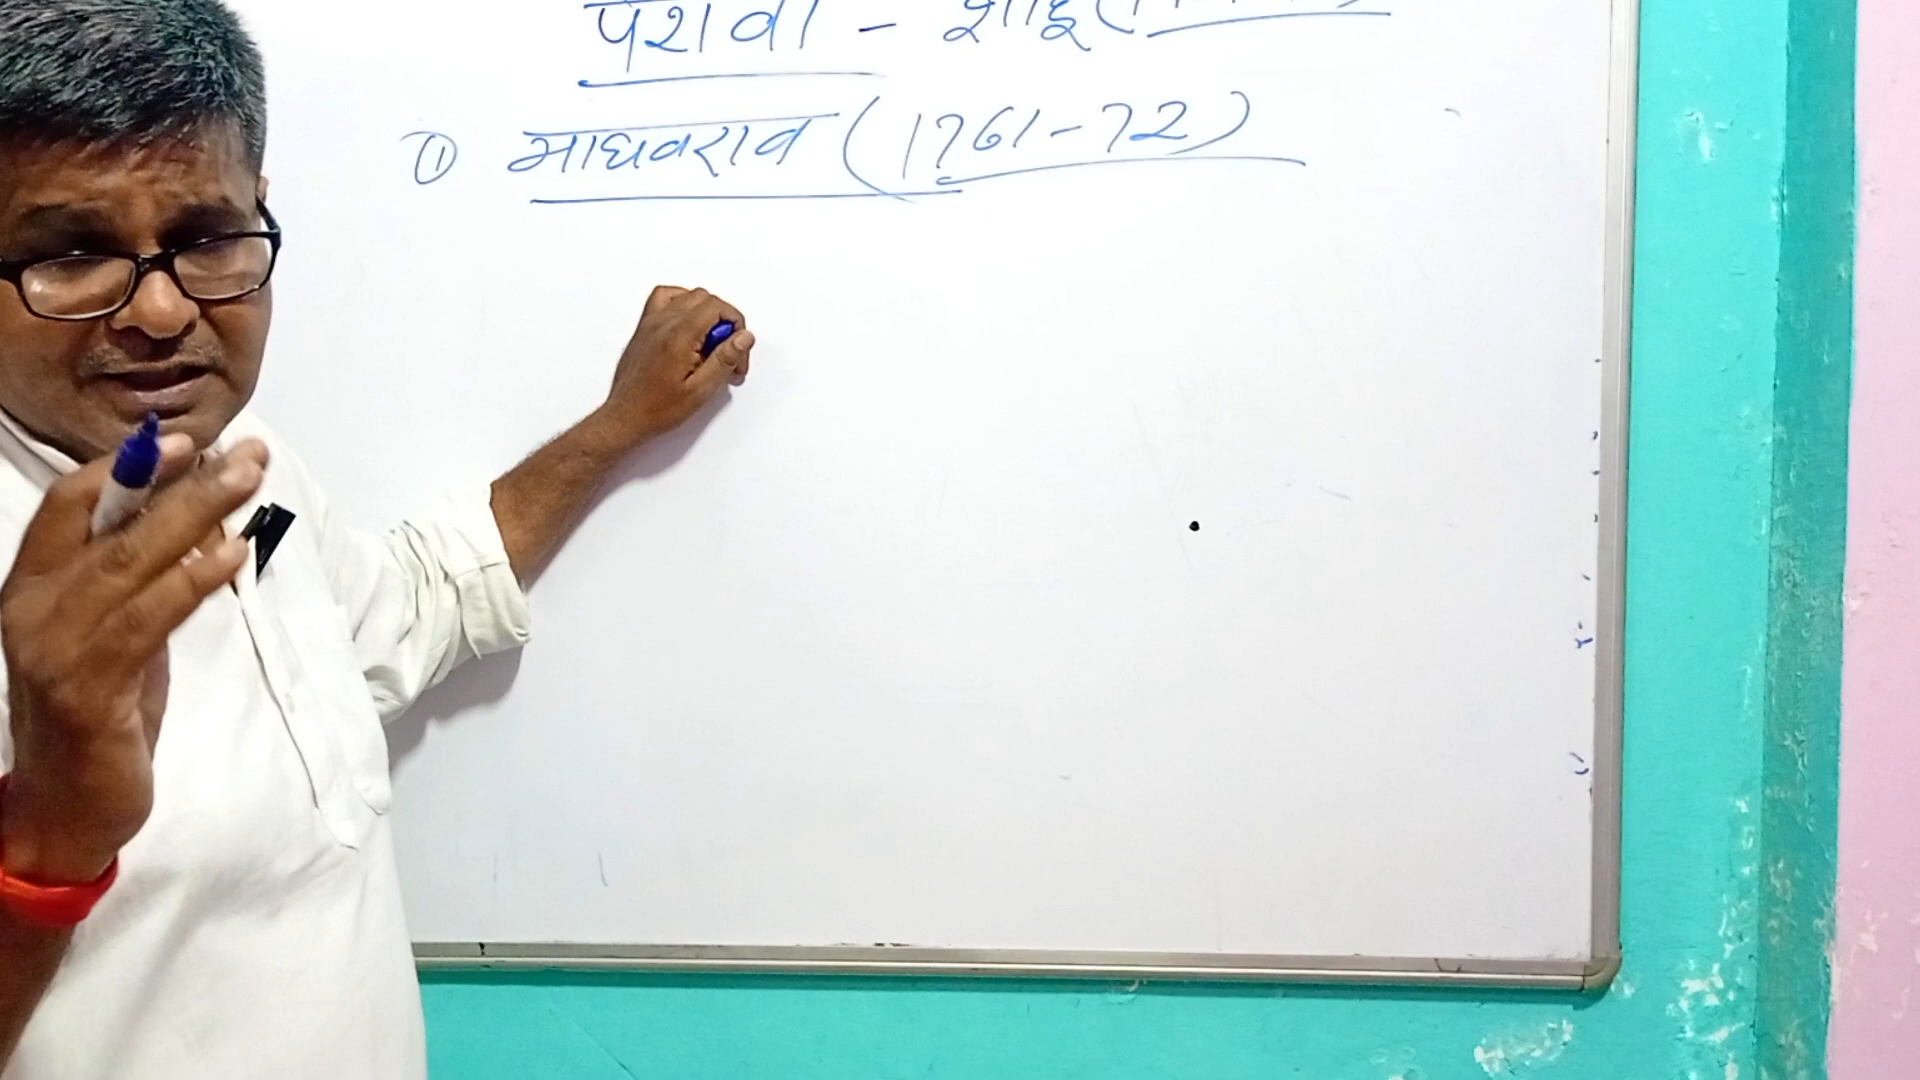 पेशवा - शाहू (
① माधवराव (1761-72)